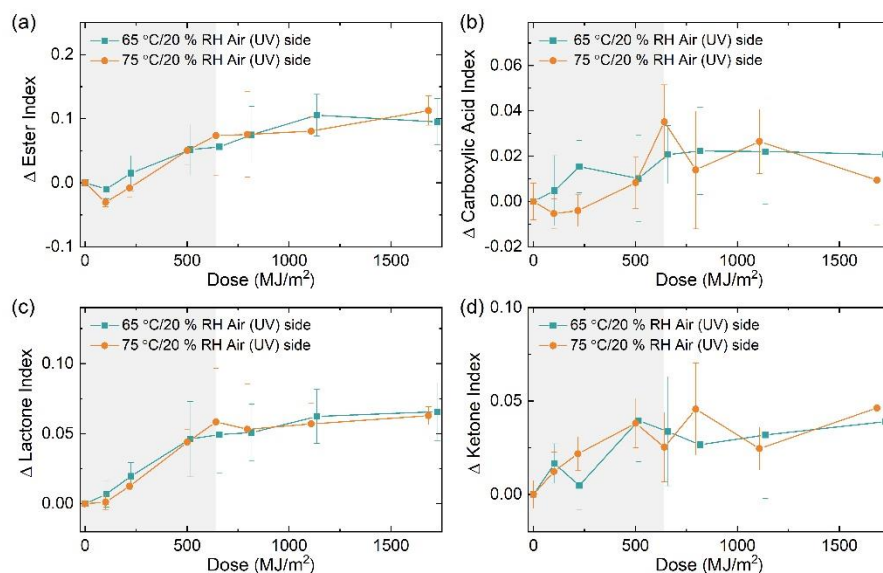 (a)
65 °C/20 % RH Air (UV) side
75 °C/20 % RH Air (UV) side
Δ Ester Index
0.2
0.1
0.0
-0.1
0 500 1000 1500
Dose (MJ/m²)
(b)
65 °C/20 % RH Air (UV) side
75 °C/20 % RH Air (UV) side
Δ Carboxylic Acid Index
0.06
0.04
0.02
0.00
-0.02
0 500 1000 1500
Dose (MJ/m²)
(c)
65 °C/20 % RH Air (UV) side
75 °C/20 % RH Air (UV) side
Δ Lactone Index
0.10
0.05
0.00
0 500 1000 1500
Dose (MJ/m²)
(d)
65 °C/20 % RH Air (UV) side
75 °C/20 % RH Air (UV) side
Δ Ketone Index
0.10
0.05
0.00
0 500 1000 1500
Dose (MJ/m²)